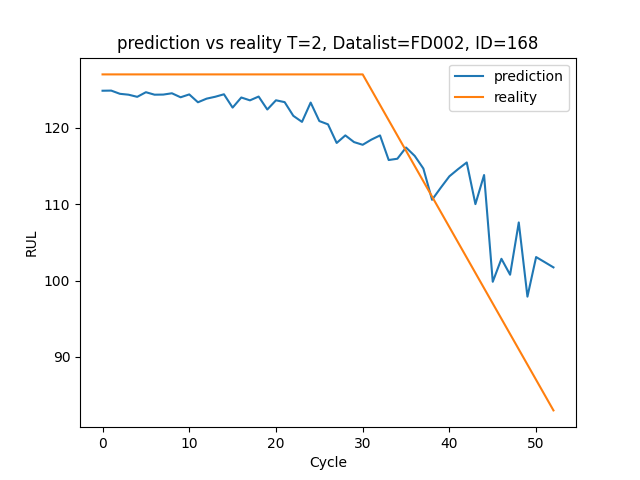 prediction vs reality T=2, Datalist=FD002, ID=168
prediction
reality
120
110
100
90
RUL
0 10 20 30 40 50
Cycle